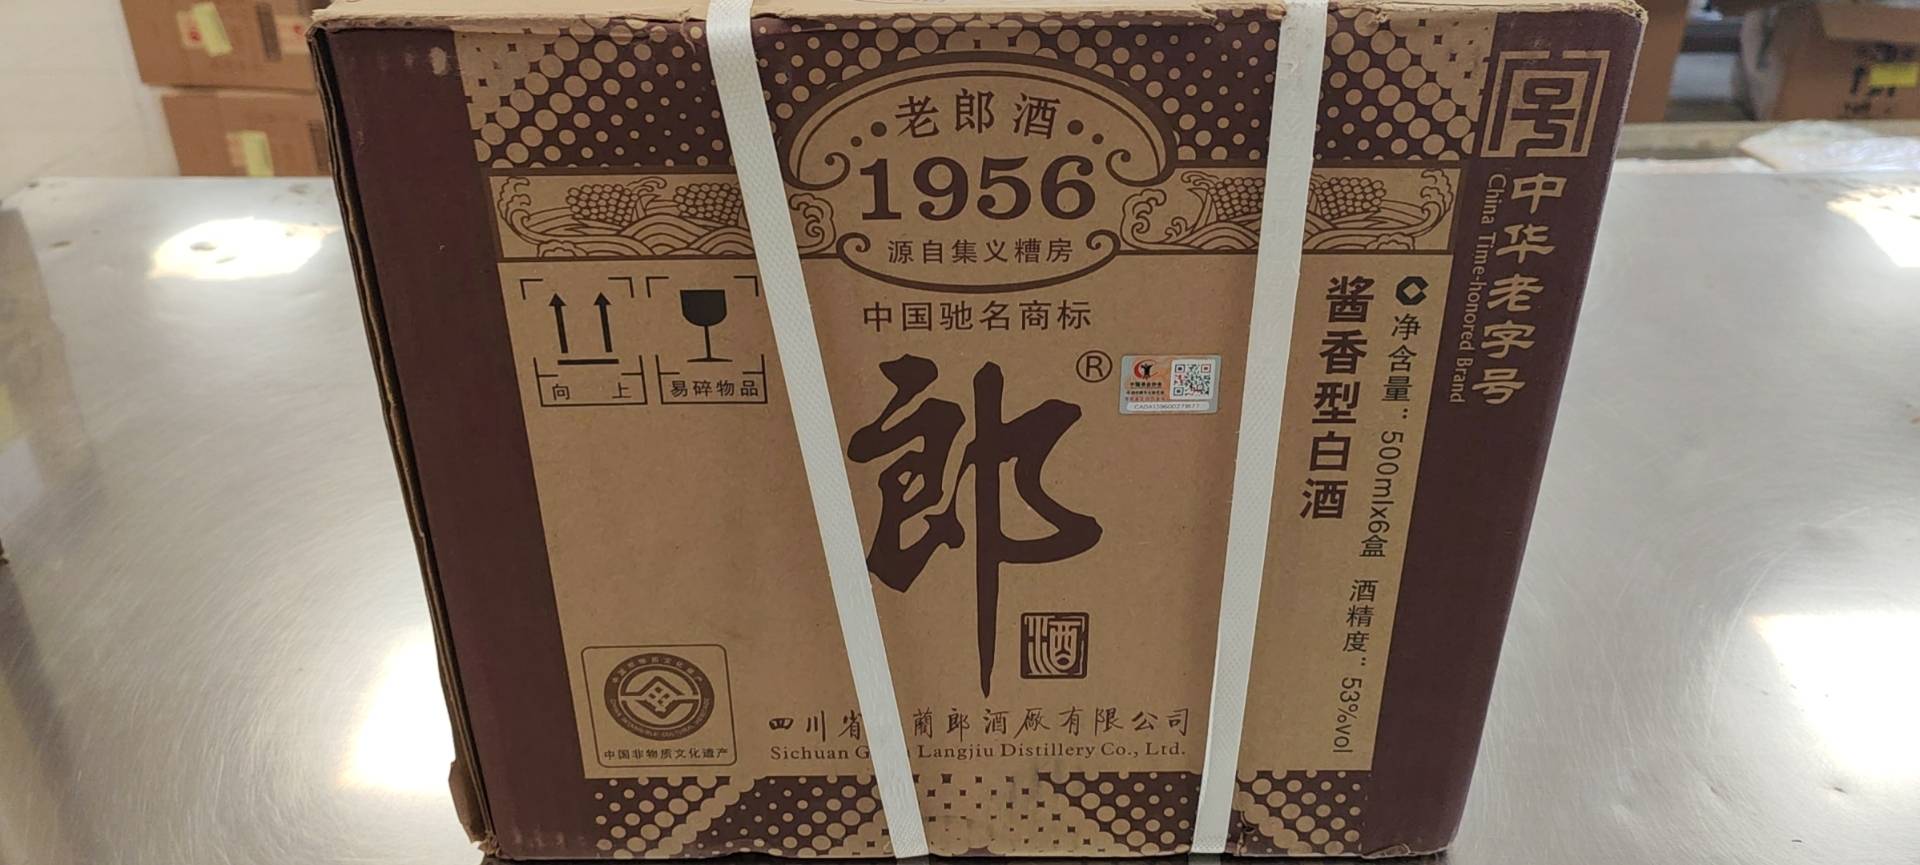 老郎酒
1956
源自集义糟房
中国驰名商标
郎
®
酒
向上
易碎物品
酱香型白酒
净含量：500mlx6盒 酒精度：53%vol
号
中华老字号
China Time-honored Brand
中国非物质文化遗产
四川省 蔺郎酒厰有限公司
Sichuan G Langjiu Distillery Co., Ltd.